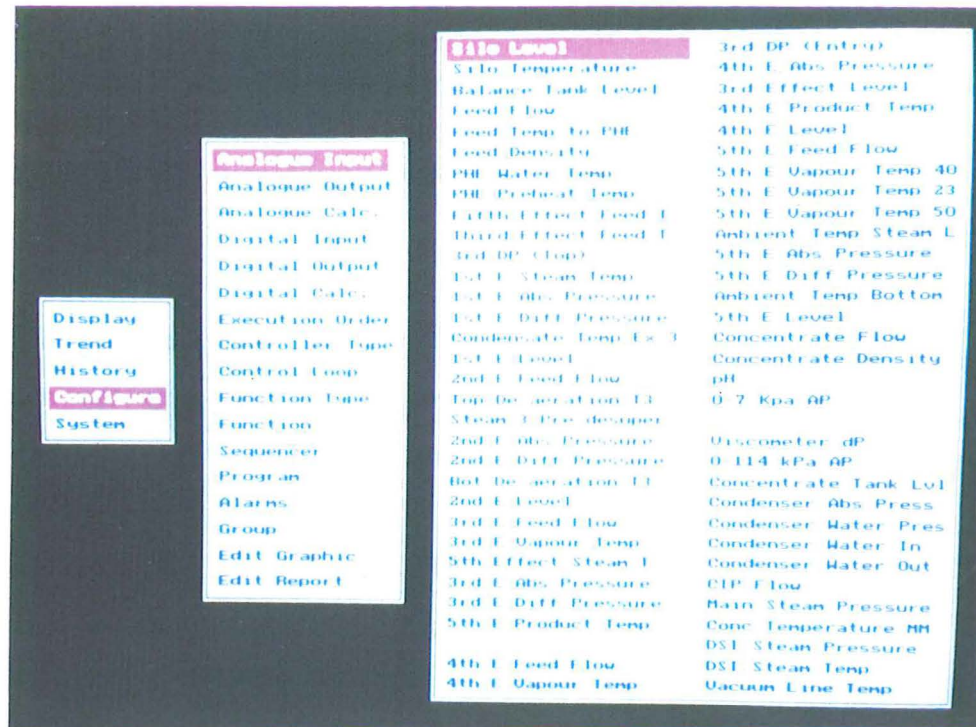 Display
Trend
History
Configure
System
Analogue Input
Analogue Output
Analogue Calc.
Digital Input
Digital Output
Digital Calc.
Execution Order
Controller Type
Control Loop
Function Type
Function
Sequencer
Program
Alarms
Group
Edit Graphic
Edit Report
Silo Level
Silo Temperature
Balance Tank Level
Feed Flow
Feed Temp to PHE
Feed Density
PHE Water Temp
PHE Preheat Temp
Fifth Effect Feed T
Third Effect Feed T
3rd DP (Top)
1st E Steam Temp
1st E Abs Pressure
1st E Diff Pressure
Condensate Temp Ex 3
1st E Level
2nd E Feed Flow
Top De aeration T3
Steam 3 Pre desuper
2nd E Abs Pressure
2nd E Diff Pressure
Bot De aeration T3
2nd E Level
3rd E Feed Flow
3rd E Vapour Temp
5th Effect Steam T
3rd E Abs Pressure
3rd E Diff Pressure
5th E Product Temp
4th E Feed Flow
4th E Vapour Temp
3rd DP (Entry)
4th E Abs Pressure
3rd Effect Level
4th E Product Temp
4th E Level
5th E Feed Flow
5th E Vapour Temp 40
5th E Vapour Temp 23
5th E Vapour Temp 50
Ambient Temp Steam L
5th E Abs Pressure
5th E Diff Pressure
Ambient Temp Bottom
5th E Level
Concentrate Flow
Concentrate Density
pH
0 7 Kpa AP
Viscometer dP
0 114 kPa AP
Concentrate Tank Lvl
Condenser Abs Press
Condenser Water Pres
Condenser Water In
Condenser Water Out
CIP Flow
Main Steam Pressure
Conc Temperature MM
DSI Steam Pressure
DSI Steam Temp
Vacuum Line Temp